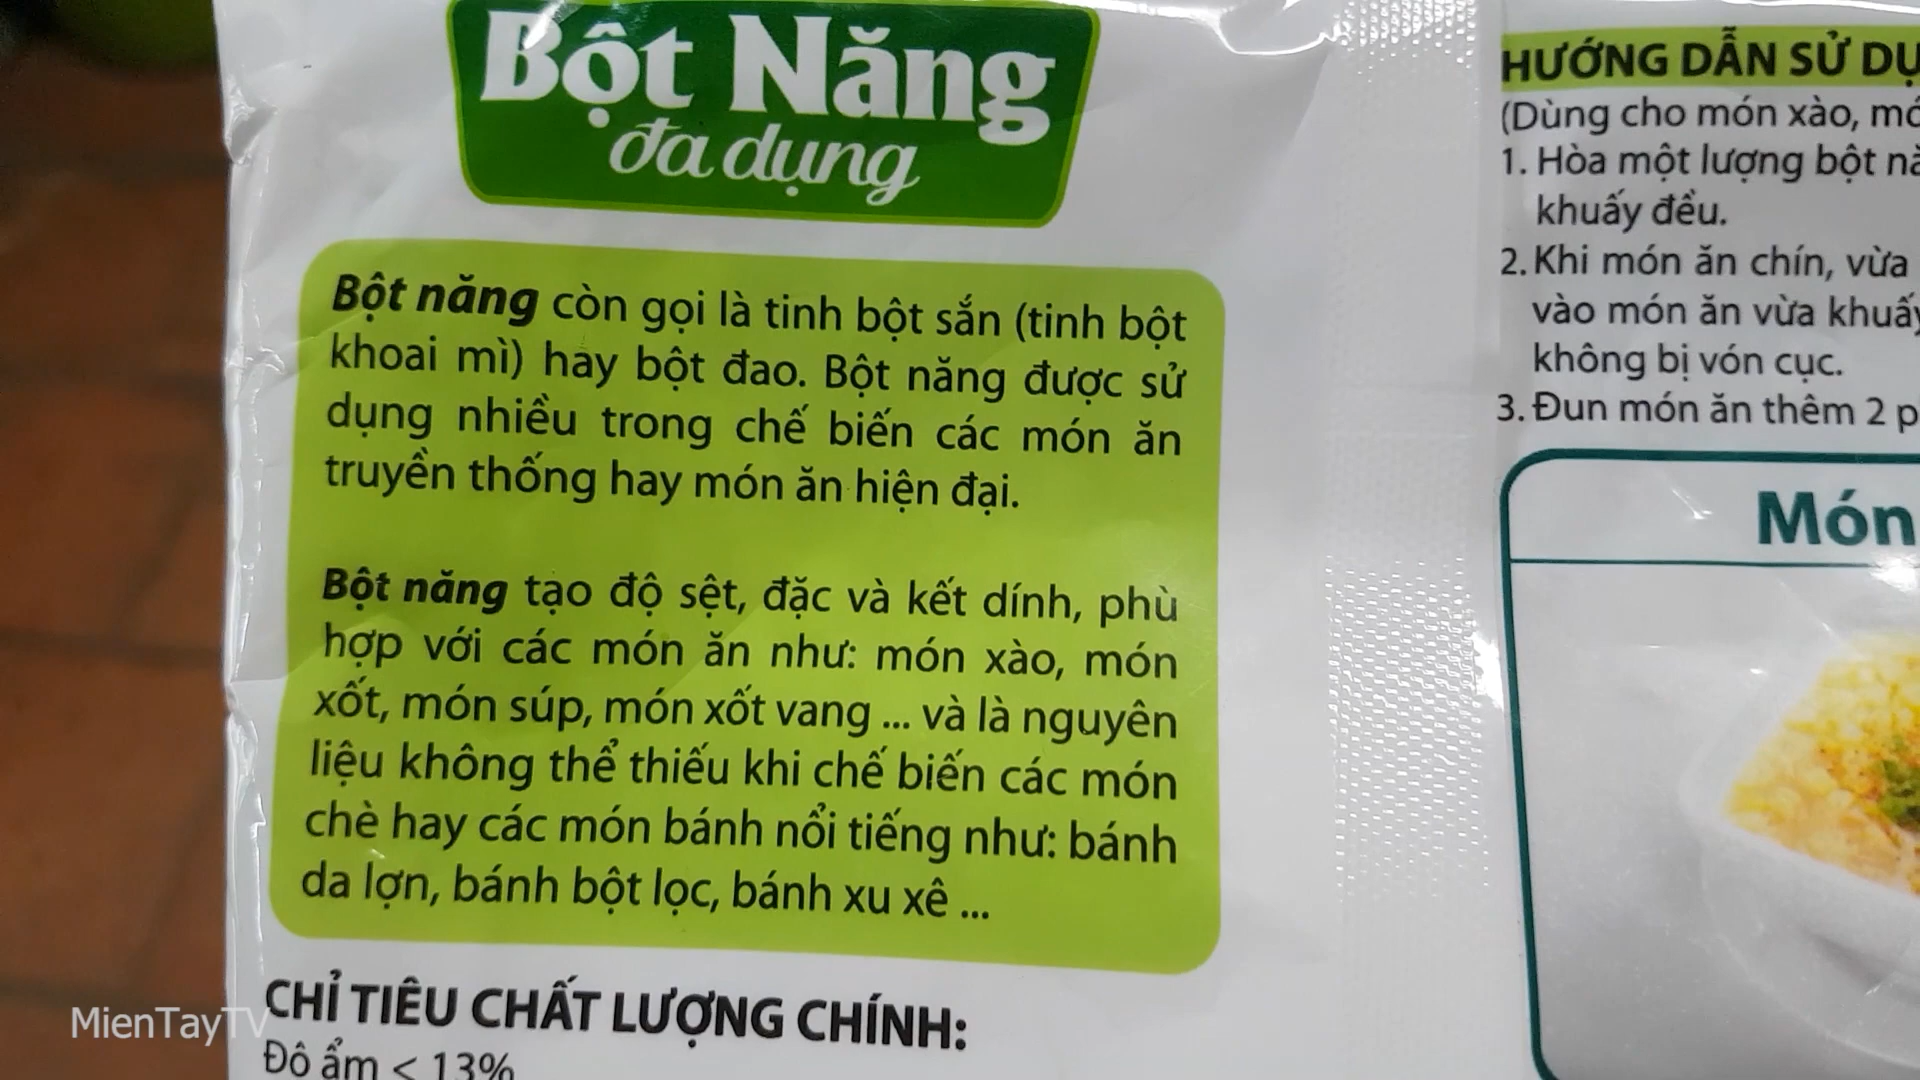 Bột Năng
đa dụng
Bột năng còn gọi là tinh bột sắn (tinh bột
khoai mì) hay bột đao. Bột năng được sử
dụng nhiều trong chế biến các món ăn
truyền thống hay món ăn hiện đại.
Bột năng tạo độ sệt, đặc và kết dính, phù
hợp với các món ăn như: món xào, món
xốt, món súp, món xốt vang ... và là nguyên
liệu không thể thiếu khi chế biến các món
chè hay các món bánh nổi tiếng như: bánh
da lợn, bánh bột lọc, bánh xu xê ...
CHỈ TIÊU CHẤT LƯỢNG CHÍNH:
Độ ẩm < 13%
HƯỚNG DẪN SỬ
(Dùng cho món xào,
1. Hòa một lượng bột
khuấy đều.
2. Khi món ăn chín, vừa
vào món ăn vừa khuấy
không bị vón cục.
3. Đun món ăn thêm 2
Món
MienTayTV